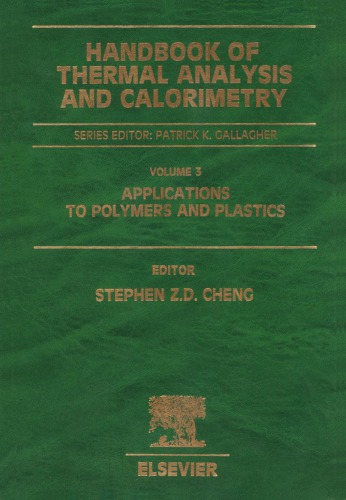 HANDBOOK OF
THERMAL ANALYSIS
AND CALORIMETRY
SERIES EDITOR: PATRICK K. GALLAGHER
VOLUME 3
APPLICATIONS
TO POLYMERS AND PLASTICS
EDITOR
STEPHEN Z.D. CHENG
ELSEVIER